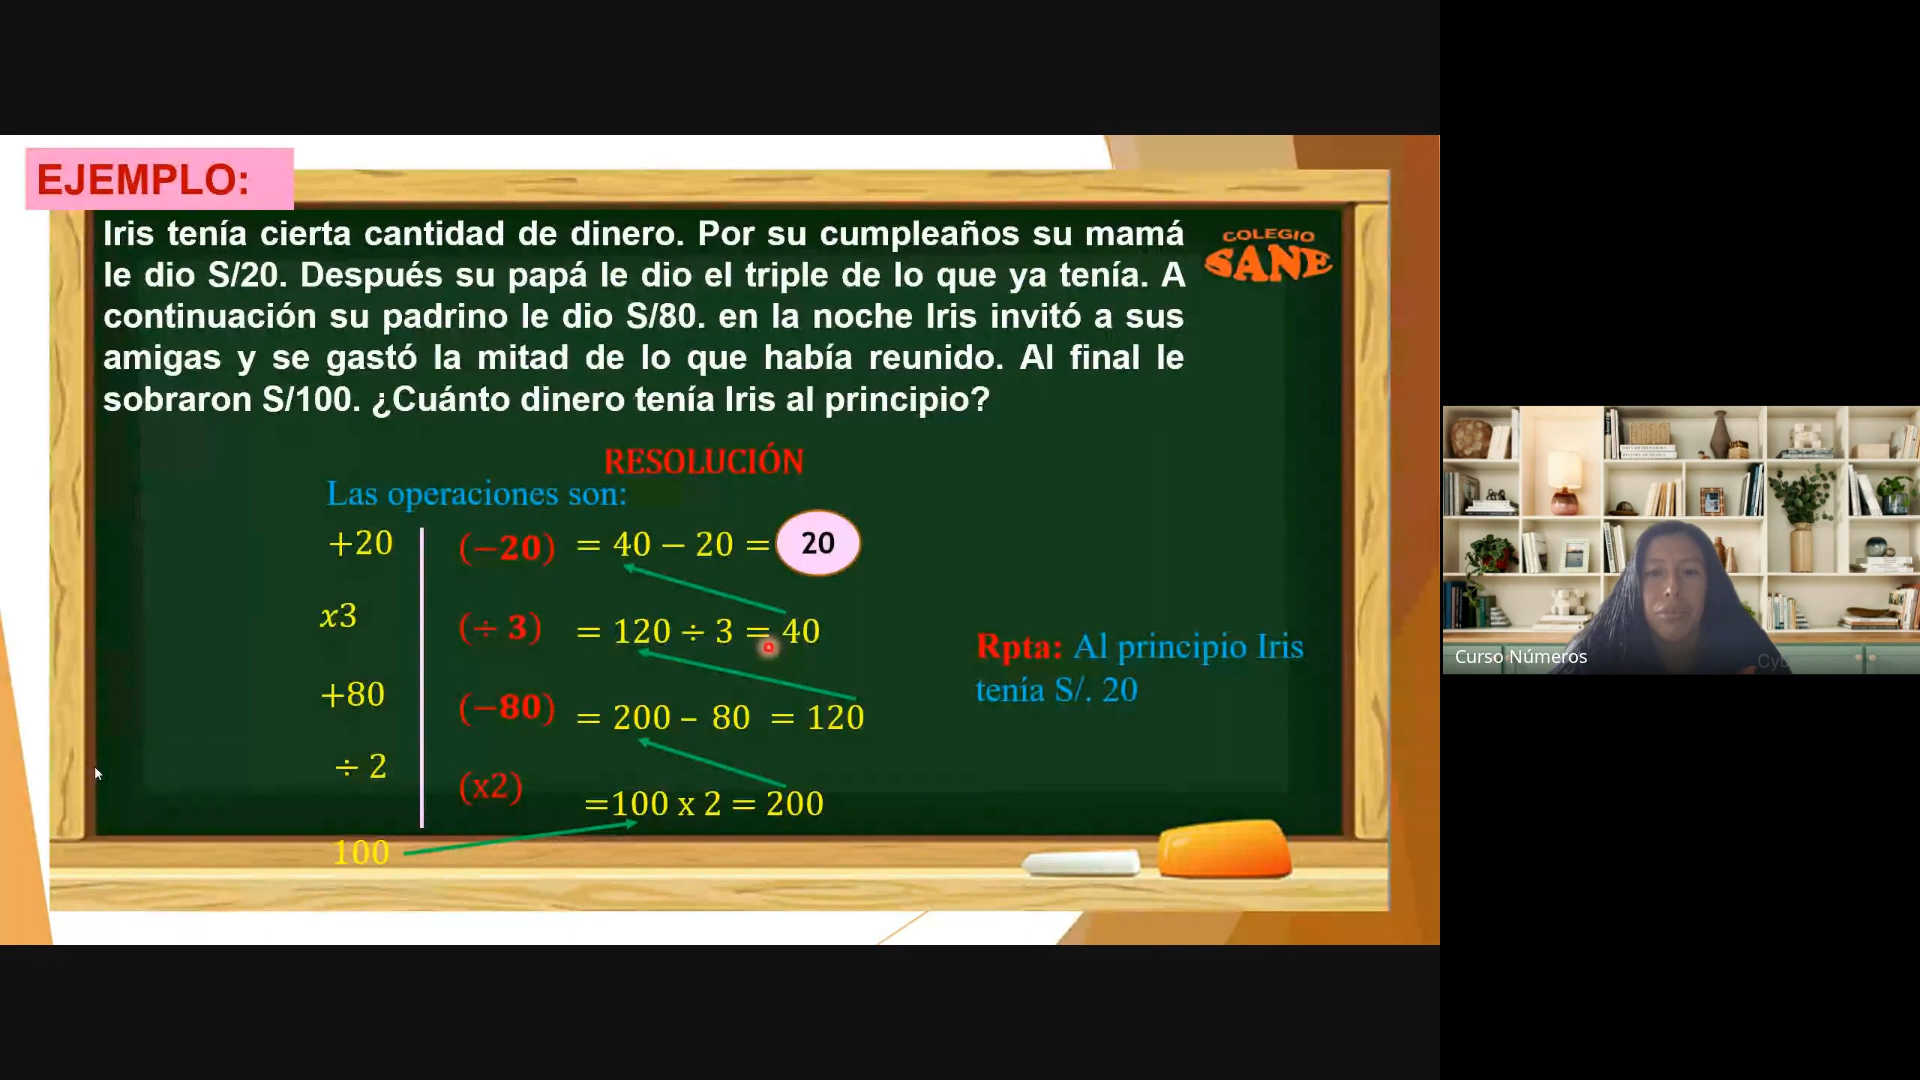 EJEMPLO:
Iris tenía cierta cantidad de dinero. Por su cumpleaños su mamá
le dio S/20. Después su papá le dio el triple de lo que ya tenía. A
continuación su padrino le dio S/80. en la noche Iris invitó a sus
amigas y se gastó la mitad de lo que había reunido. Al final le
sobraron S/100. ¿Cuánto dinero tenía Iris al principio?
COLEGIO
SANE
RESOLUCIÓN
Las operaciones son:
+20 (−20) = 40 − 20 = 20
x3 (÷ 3) = 120 ÷ 3 = 40
+80 (−80) = 200 – 80 = 120
÷ 2 (x2) =100 x 2 = 200
100
Rpta: Al principio Iris
tenía S/. 20
Curso Números